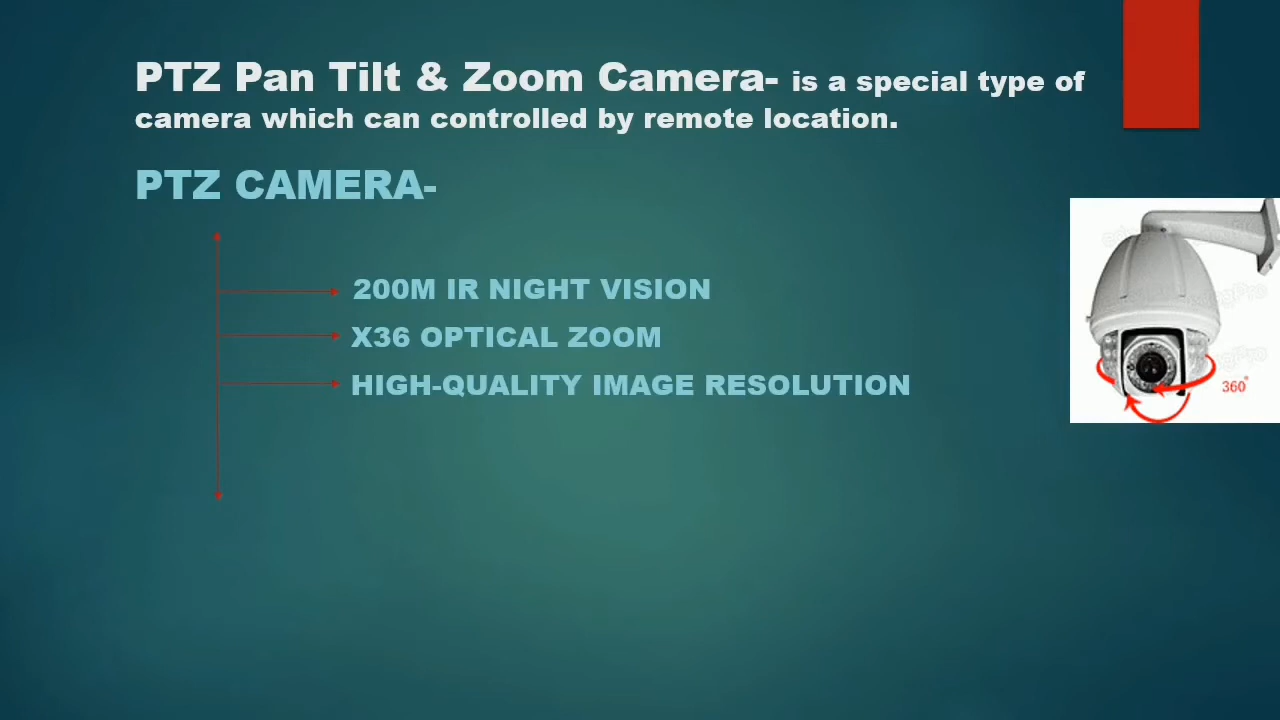 PTZ Pan Tilt & Zoom Camera- is a special type of
camera which can controlled by remote location.
PTZ CAMERA-
200M IR NIGHT VISION
X36 OPTICAL ZOOM
HIGH-QUALITY IMAGE RESOLUTION
360°